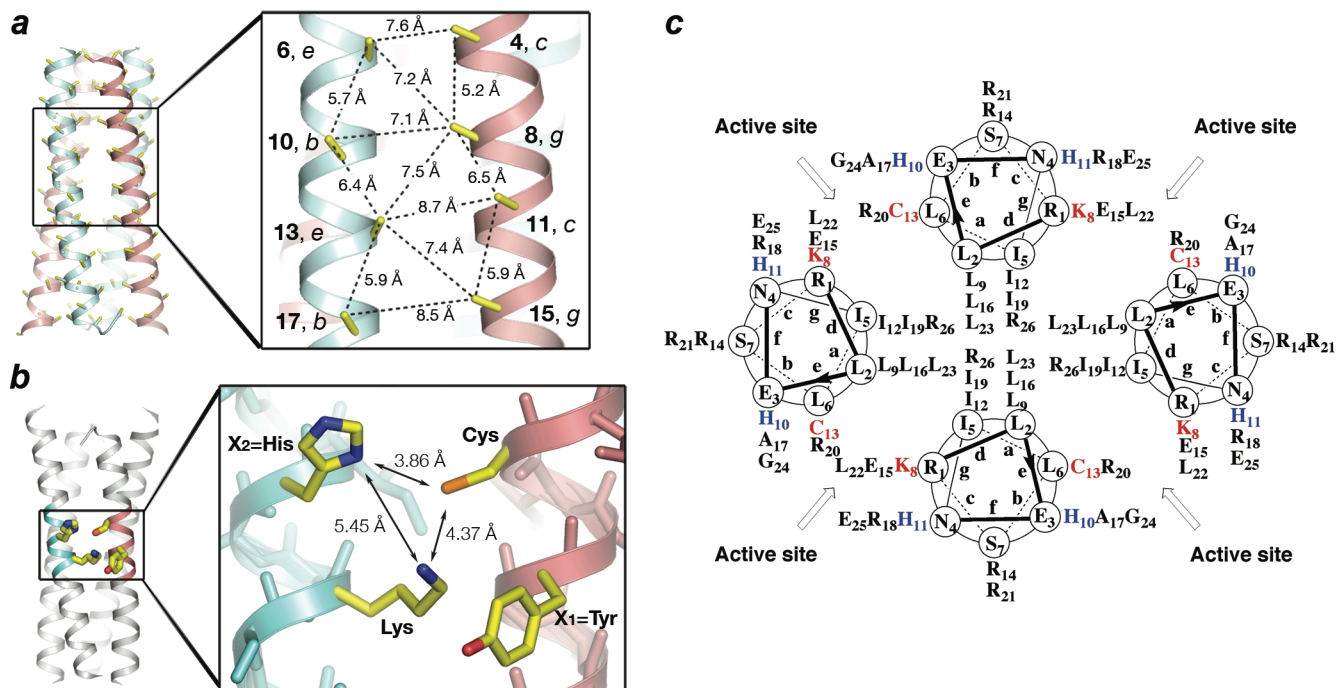 a
7.6 Å
6, e
4, c
7.2 Å
5.7 Å
5.2 Å
7.1 Å
10, b
8, g
7.5 Å
6.4 Å
6.5 Å
8.7 Å
13, e
11, c
7.4 Å
5.9 Å
5.9 Å
17, b
8.5 Å
15, g
b
X2=His
Cys
3.86 Å
5.45 Å
4.37 Å
Lys
X1=Tyr
c
Active site
Active site
R21
R14
S7
G24A17H10 E3
N4 H11R18E25
b f c
R20C13 L6
e g
R1 K8E15L22
a d
L2 I5
L9 I12
L16 I19
L23 R26
E25
R18
H11
N4
L22
E15
K8
R1
c g
I5 I12I19R26
d
R21R14 S7
f
a
L2 L9L16L23
b e
E3
L6
H10
A17
G24
C13
R20
R20
C13
L6
G24
A17
H10
E3
L23L16L9 L2
a e b
R26I19I12 I5
d f
S7 R14R21
g c
R1
K8
E15
L22
N4
H11
R18
E25
R26 L23
I19 L16
I12 L9
I5 L2
d a
L22E15K8 R1
g e
L6 C13R20
c f b
E25R18H11 N4
E3 H10A17G24
S7
R14
R21
Active site
Active site